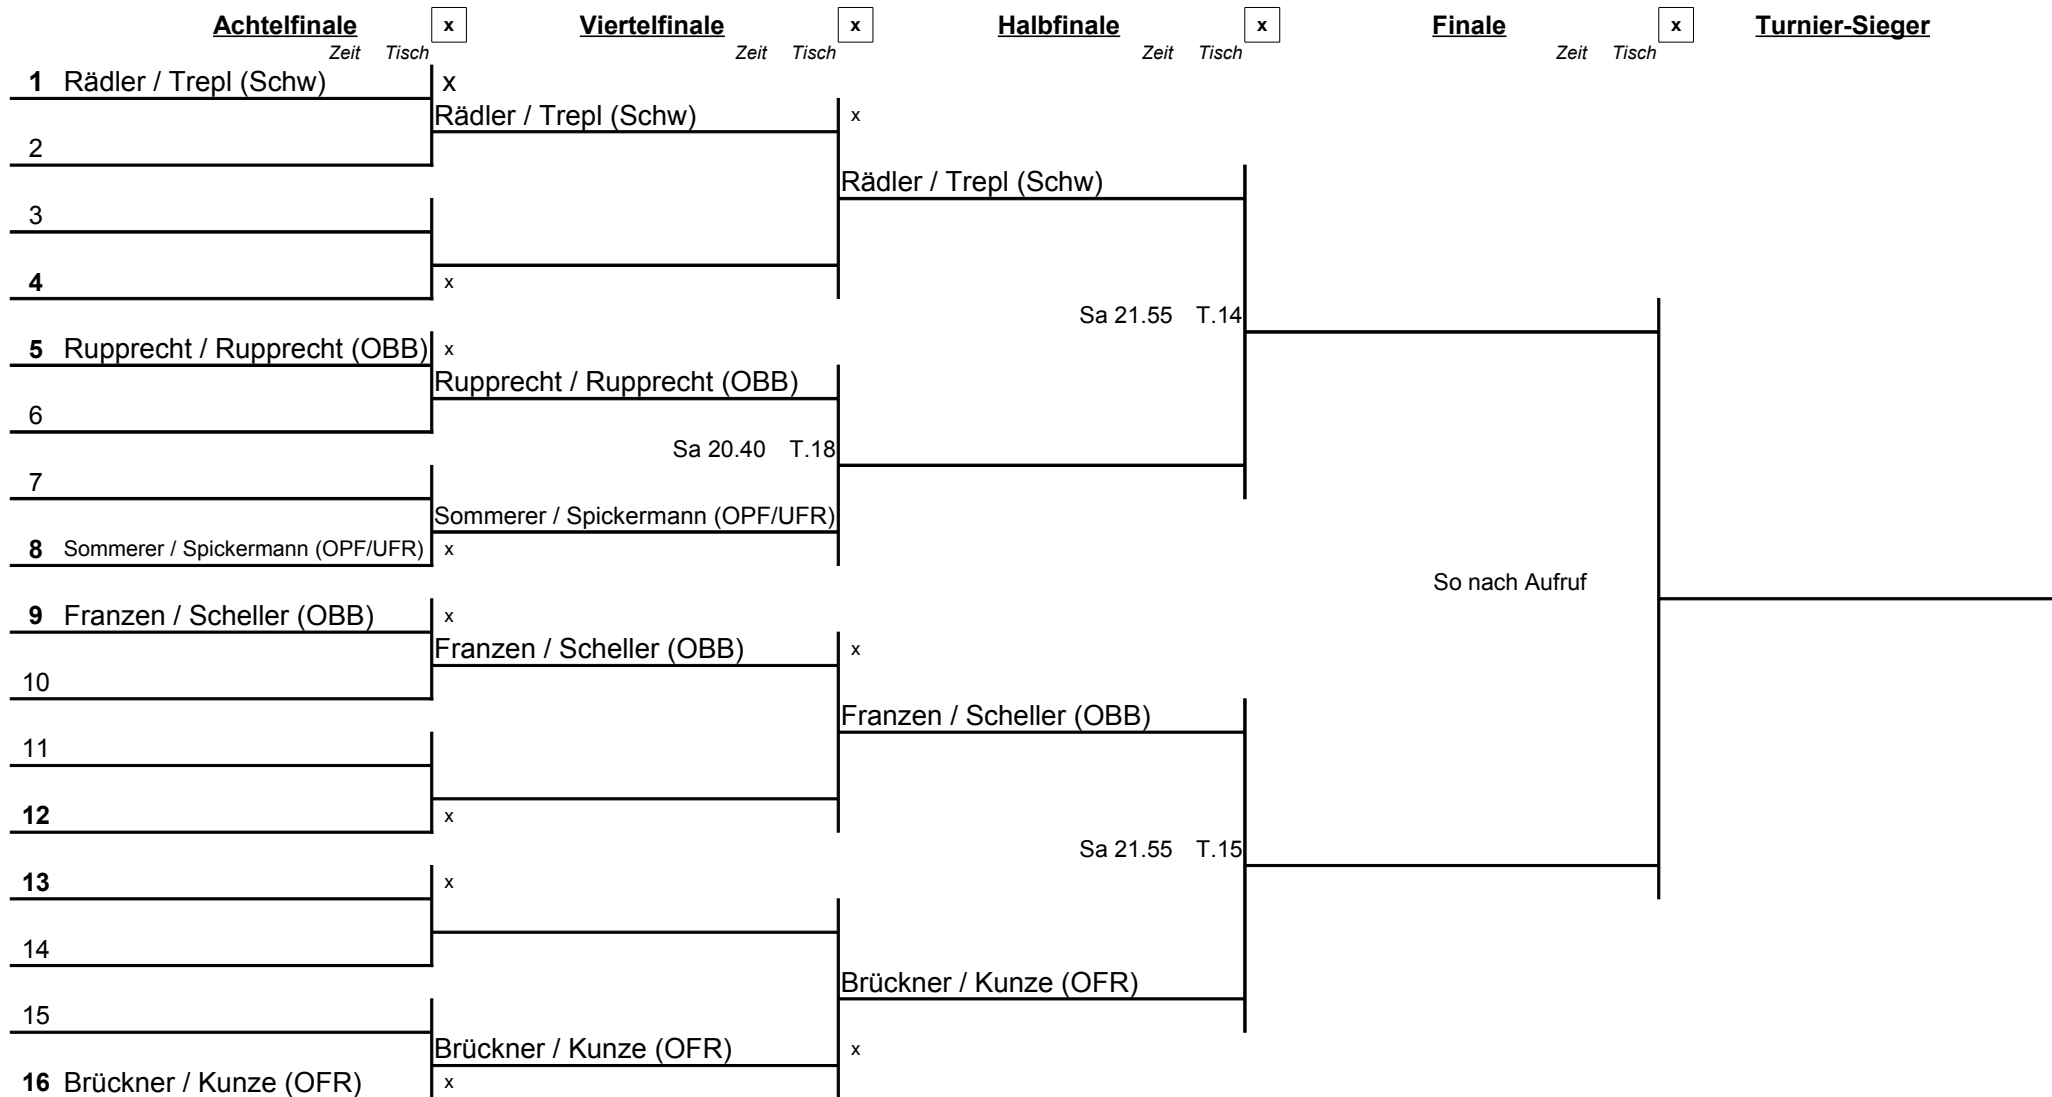 Achtelfinale x Viertelfinale x Halbfinale x Finale x Turnier-Sieger
Zeit Tisch Zeit Tisch Zeit Tisch Zeit Tisch
1 Rädler / Trepl (Schw) x
Rädler / Trepl (Schw) x
2
Rädler / Trepl (Schw)
3
4 x
Sa 21.55 T.14
5 Rupprecht / Rupprecht (OBB) x
Rupprecht / Rupprecht (OBB)
6
Sa 20.40 T.18
7
Sommerer / Spickermann (OPF/UFR)
8 Sommerer / Spickermann (OPF/UFR) x
So nach Aufruf
9 Franzen / Scheller (OBB) x
Franzen / Scheller (OBB) x
10
Franzen / Scheller (OBB)
11
12 x
Sa 21.55 T.15
13 x
14
Brückner / Kunze (OFR)
15
Brückner / Kunze (OFR) x
16 Brückner / Kunze (OFR) x